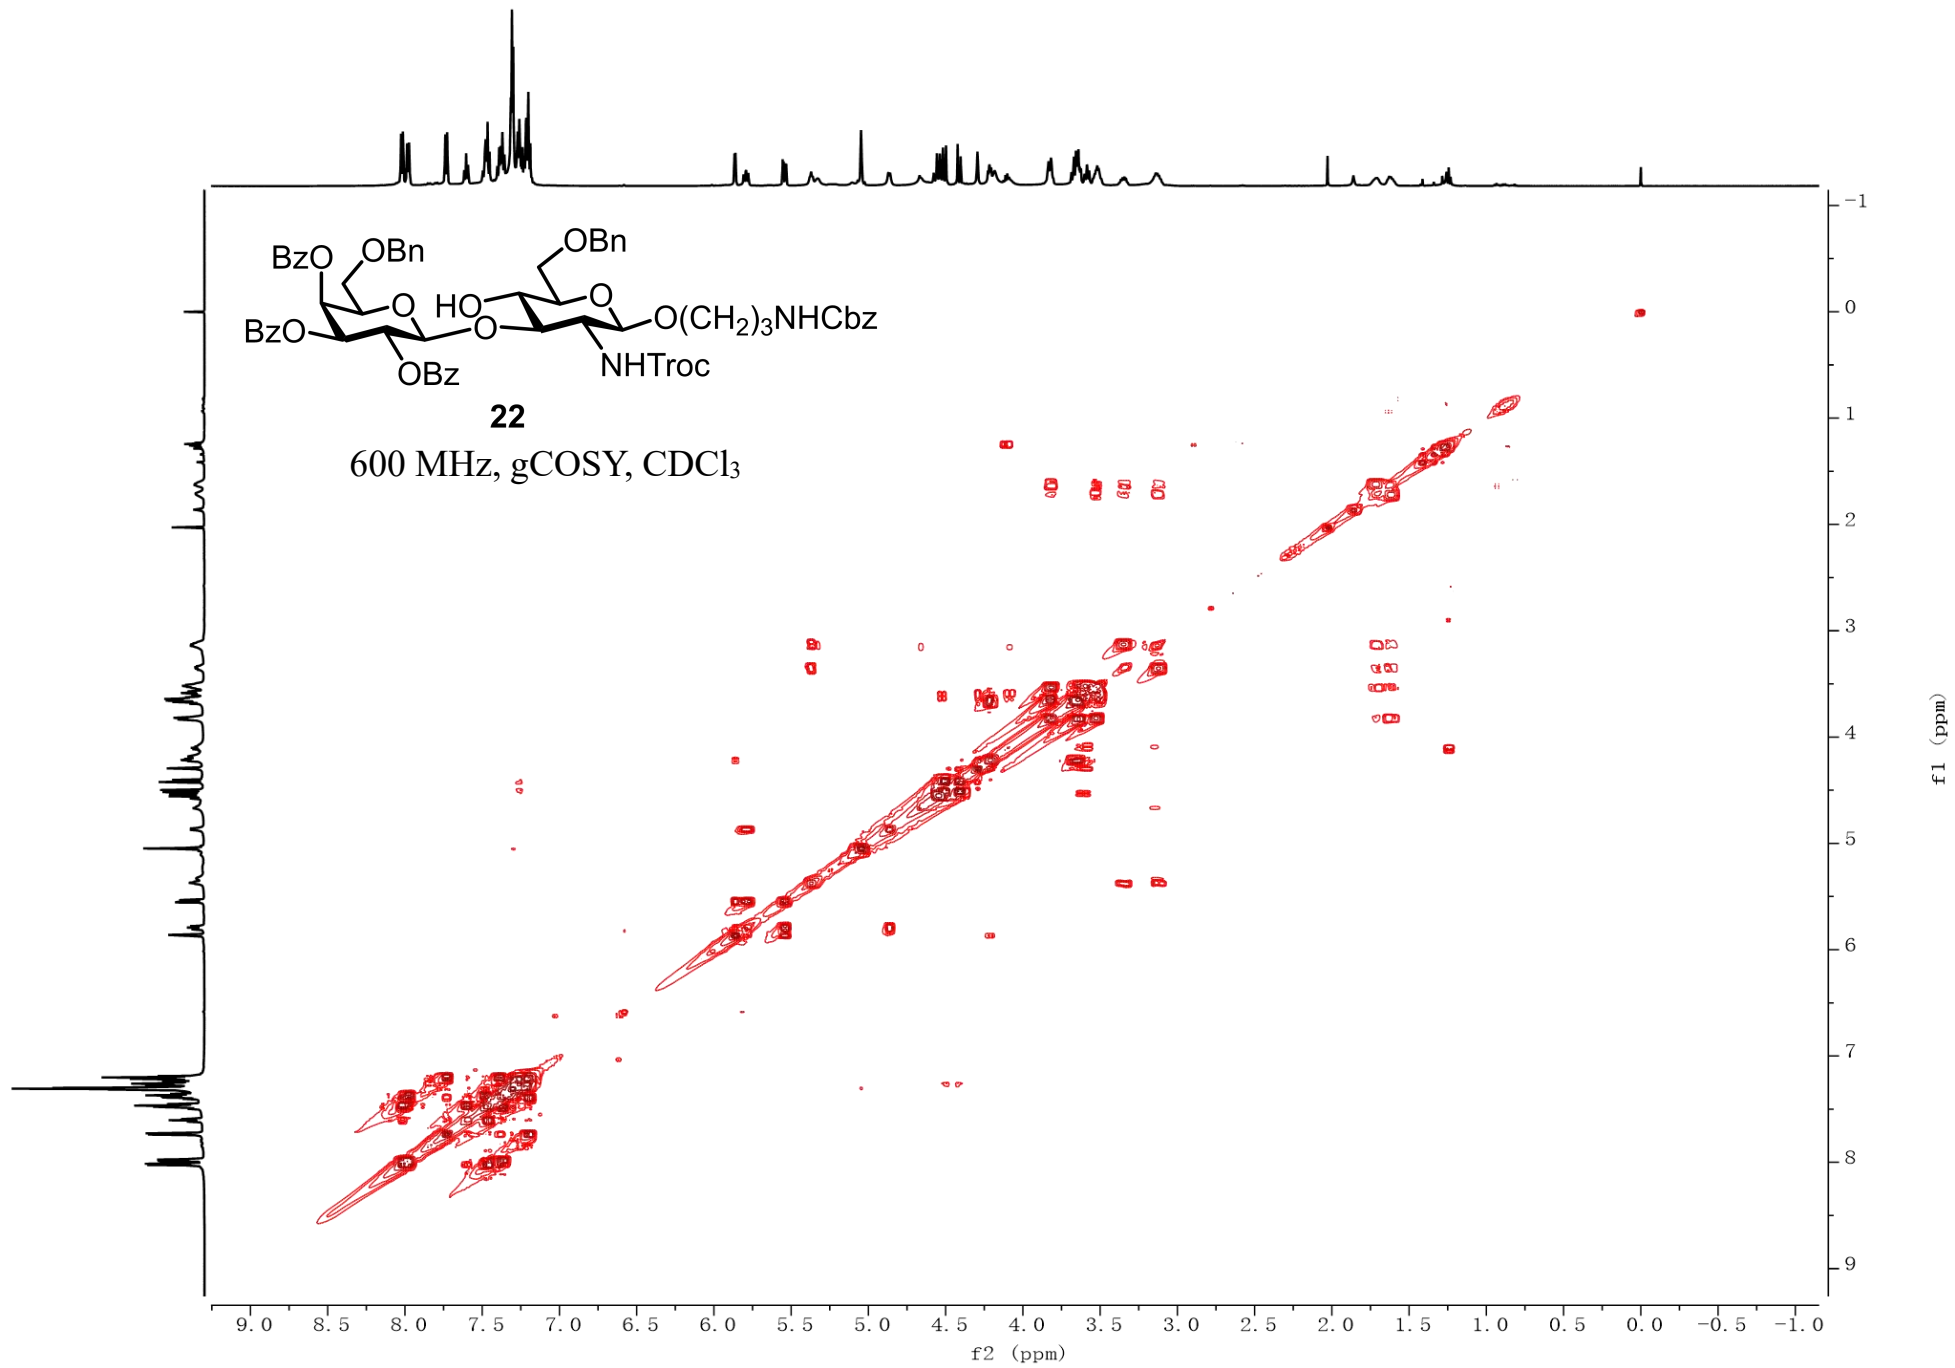 OBn
BzO
OBn
O
HO
O
O(CH2)3NHCbz
BzO
O
NHTroc
OBz
22
600 MHz, gCOSY, CDCl3
-1
0
1
2
3
4
5
6
7
8
9
f1 (ppm)
9.0 8.5 8.0 7.5 7.0 6.5 6.0 5.5 5.0 4.5 4.0 3.5 3.0 2.5 2.0 1.5 1.0 0.5 0.0 -0.5 -1.0
f2 (ppm)